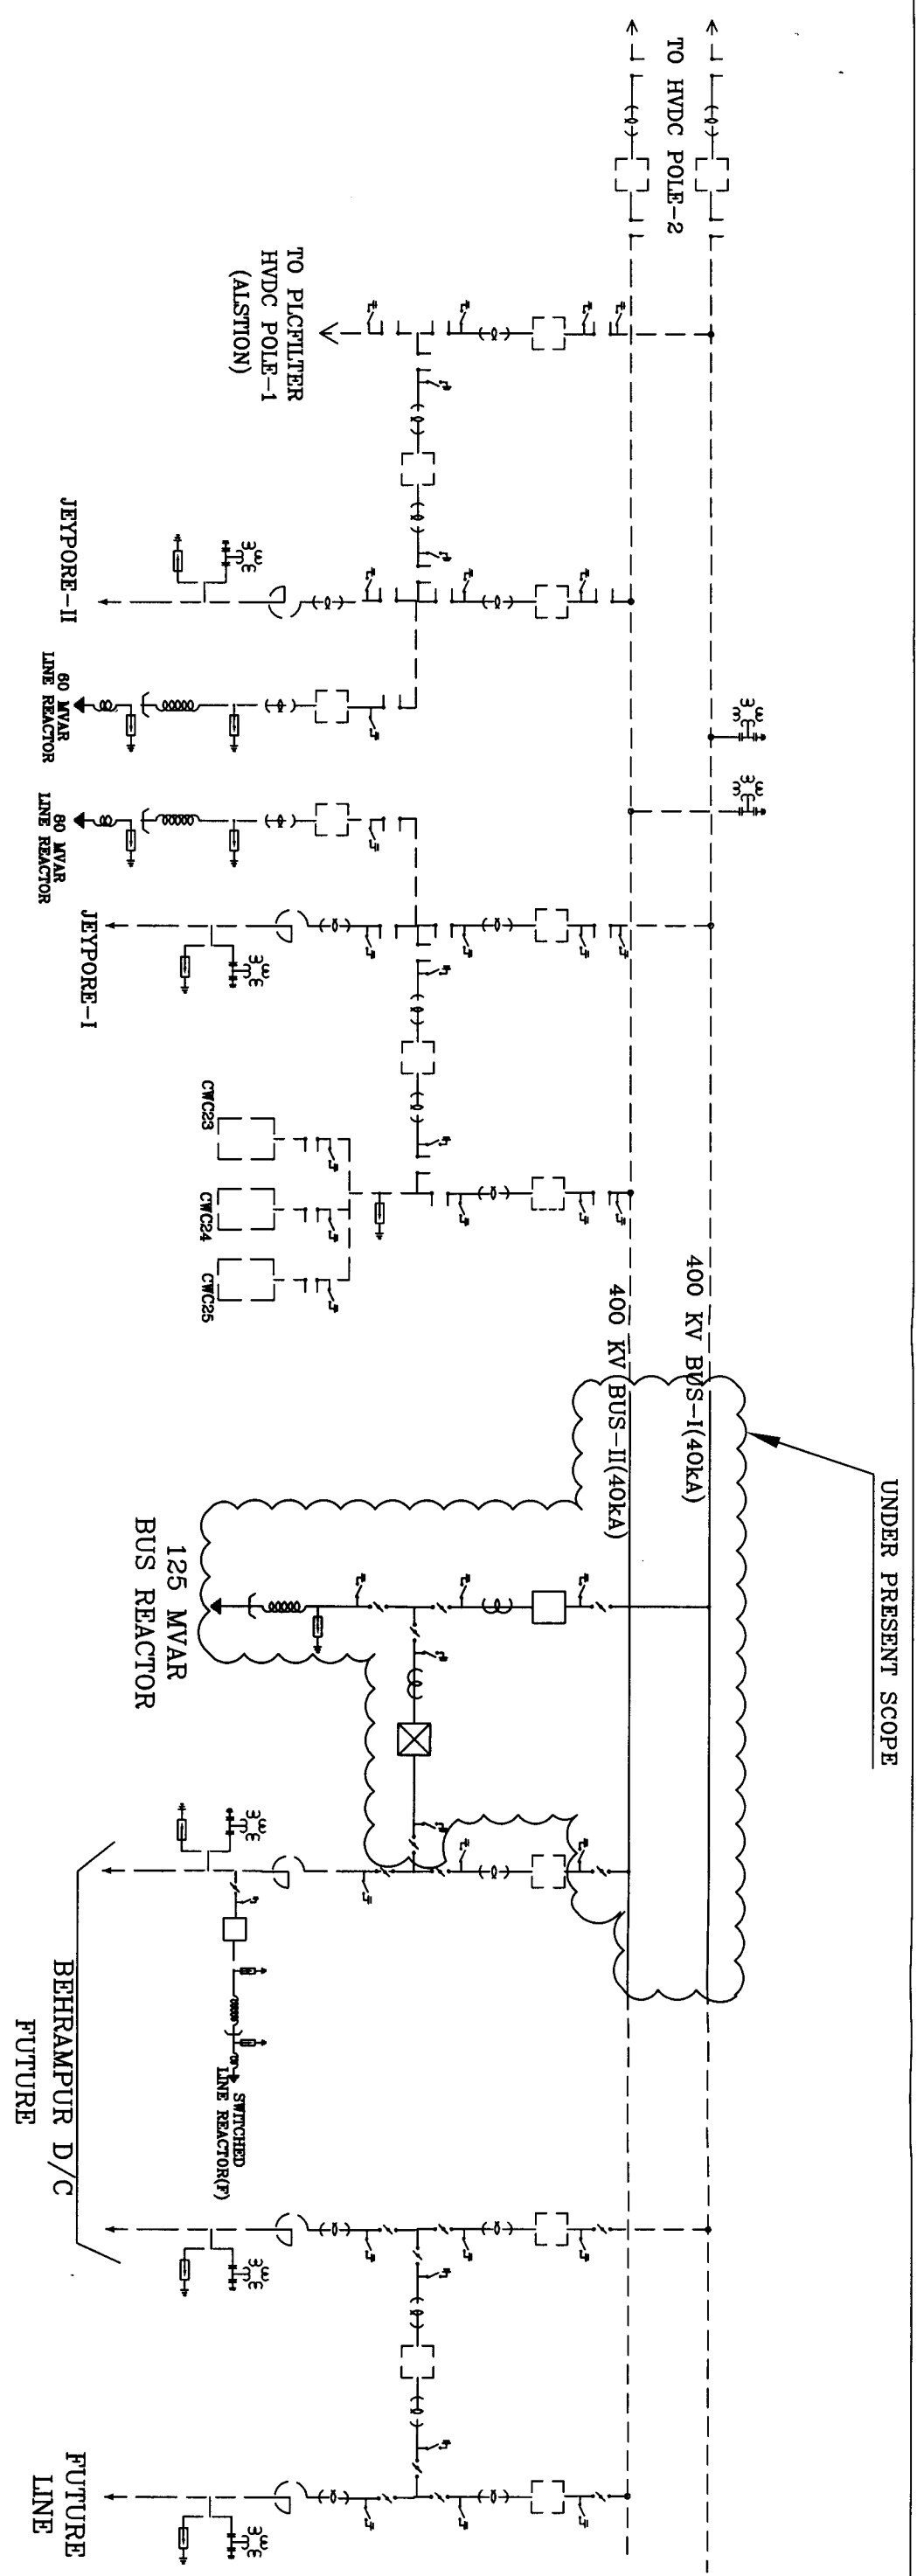 UNDER PRESENT SCOPE
TO HVDC POLE-2
400 KV BUS-I(40kA)
400 KV BUS-II(40kA)
TO PLCFILTER
HVDC POLE-1
(ALSTION)
JEYPORE-II
60 MVAR
LINE REACTOR
80 MVAR
LINE REACTOR
JEYPORE-I
CWC23
CWC24
CWC25
125 MVAR
BUS REACTOR
SWITCHED
LINE REACTOR(F)
BEHRAMPUR D/C
FUTURE
FUTURE
LINE